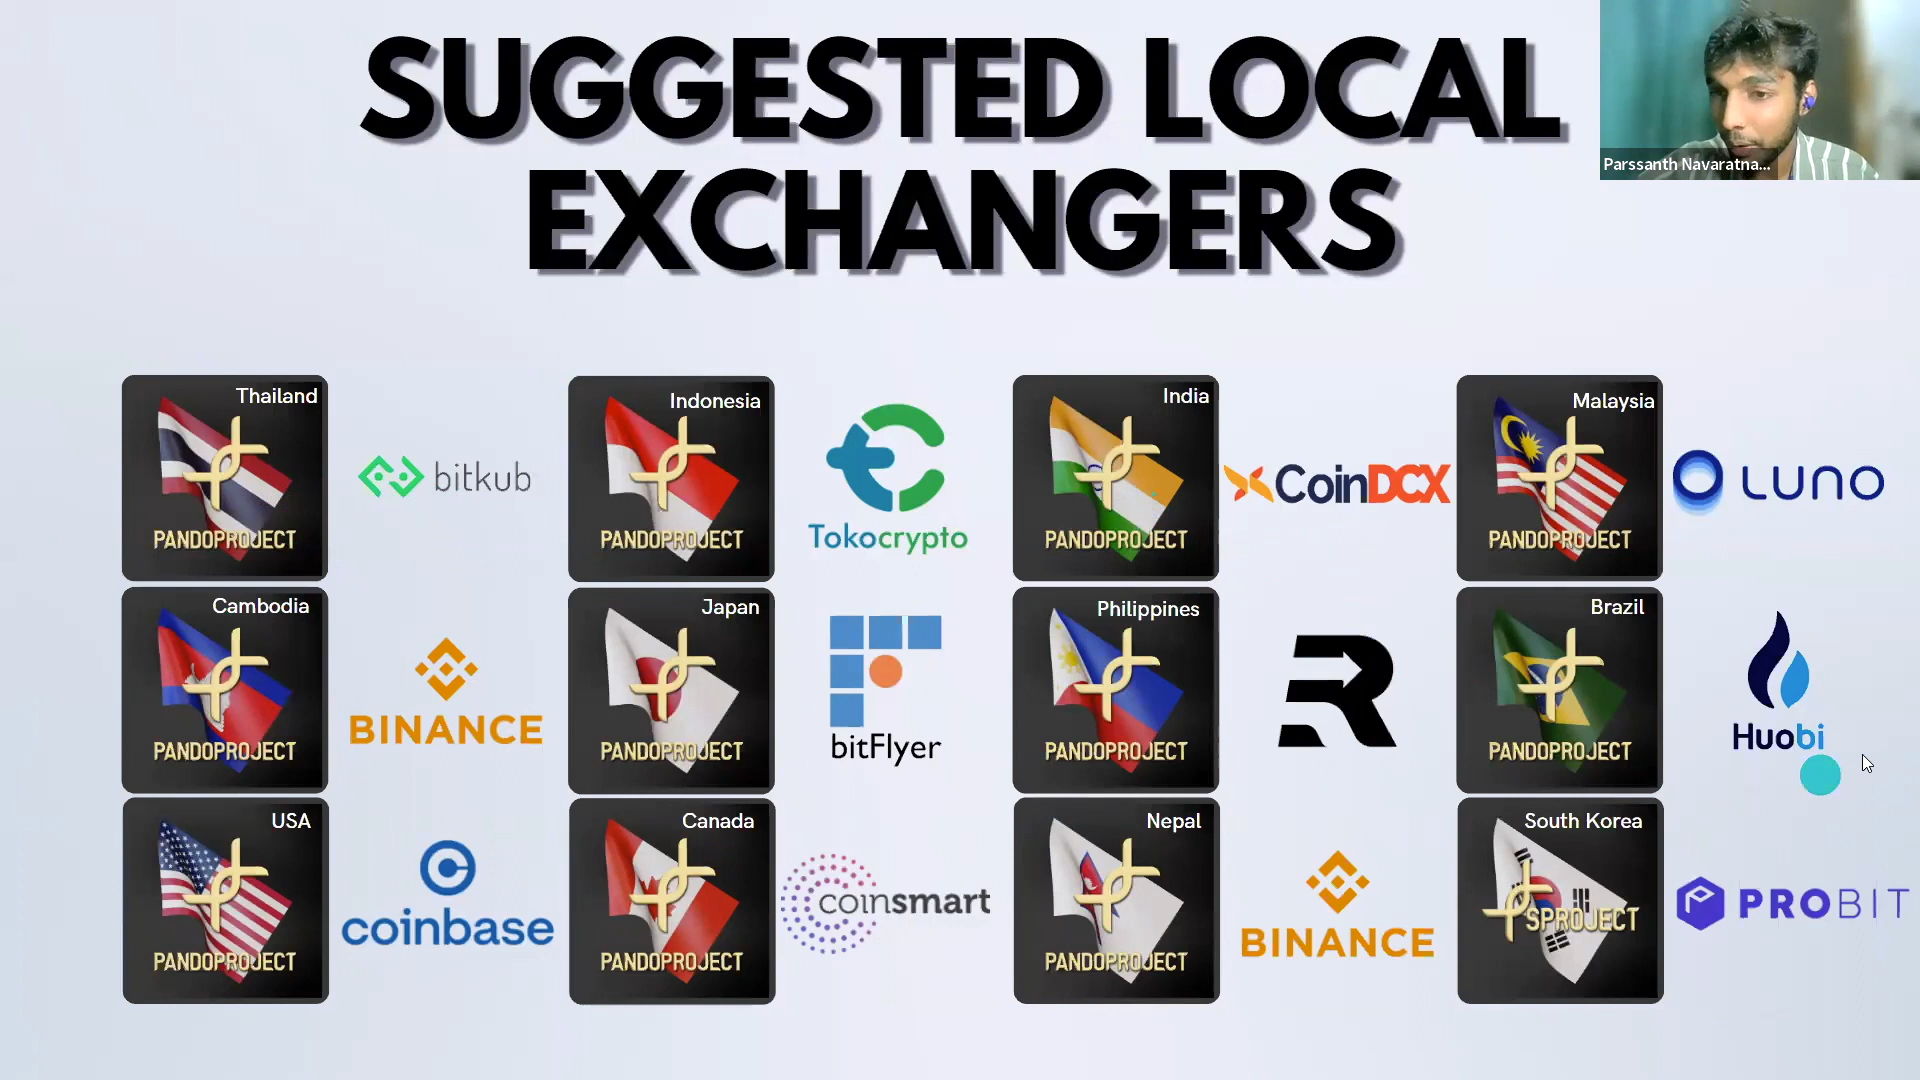 SUGGESTED LOCAL
EXCHANGERS
Parssanth Navaratna...
Thailand
PANDOPROJECT
bitkub
Indonesia
PANDOPROJECT
Tokocrypto
India
PANDOPROJECT
CoinDCX
Malaysia
PANDOPROJECT
LUNO
Cambodia
PANDOPROJECT
BINANCE
Japan
PANDOPROJECT
bitFlyer
Philippines
PANDOPROJECT
R
Brazil
PANDOPROJECT
Huobi
USA
PANDOPROJECT
coinbase
Canada
PANDOPROJECT
coinsmart
Nepal
PANDOPROJECT
BINANCE
South Korea
SPROJECT
PROBIT